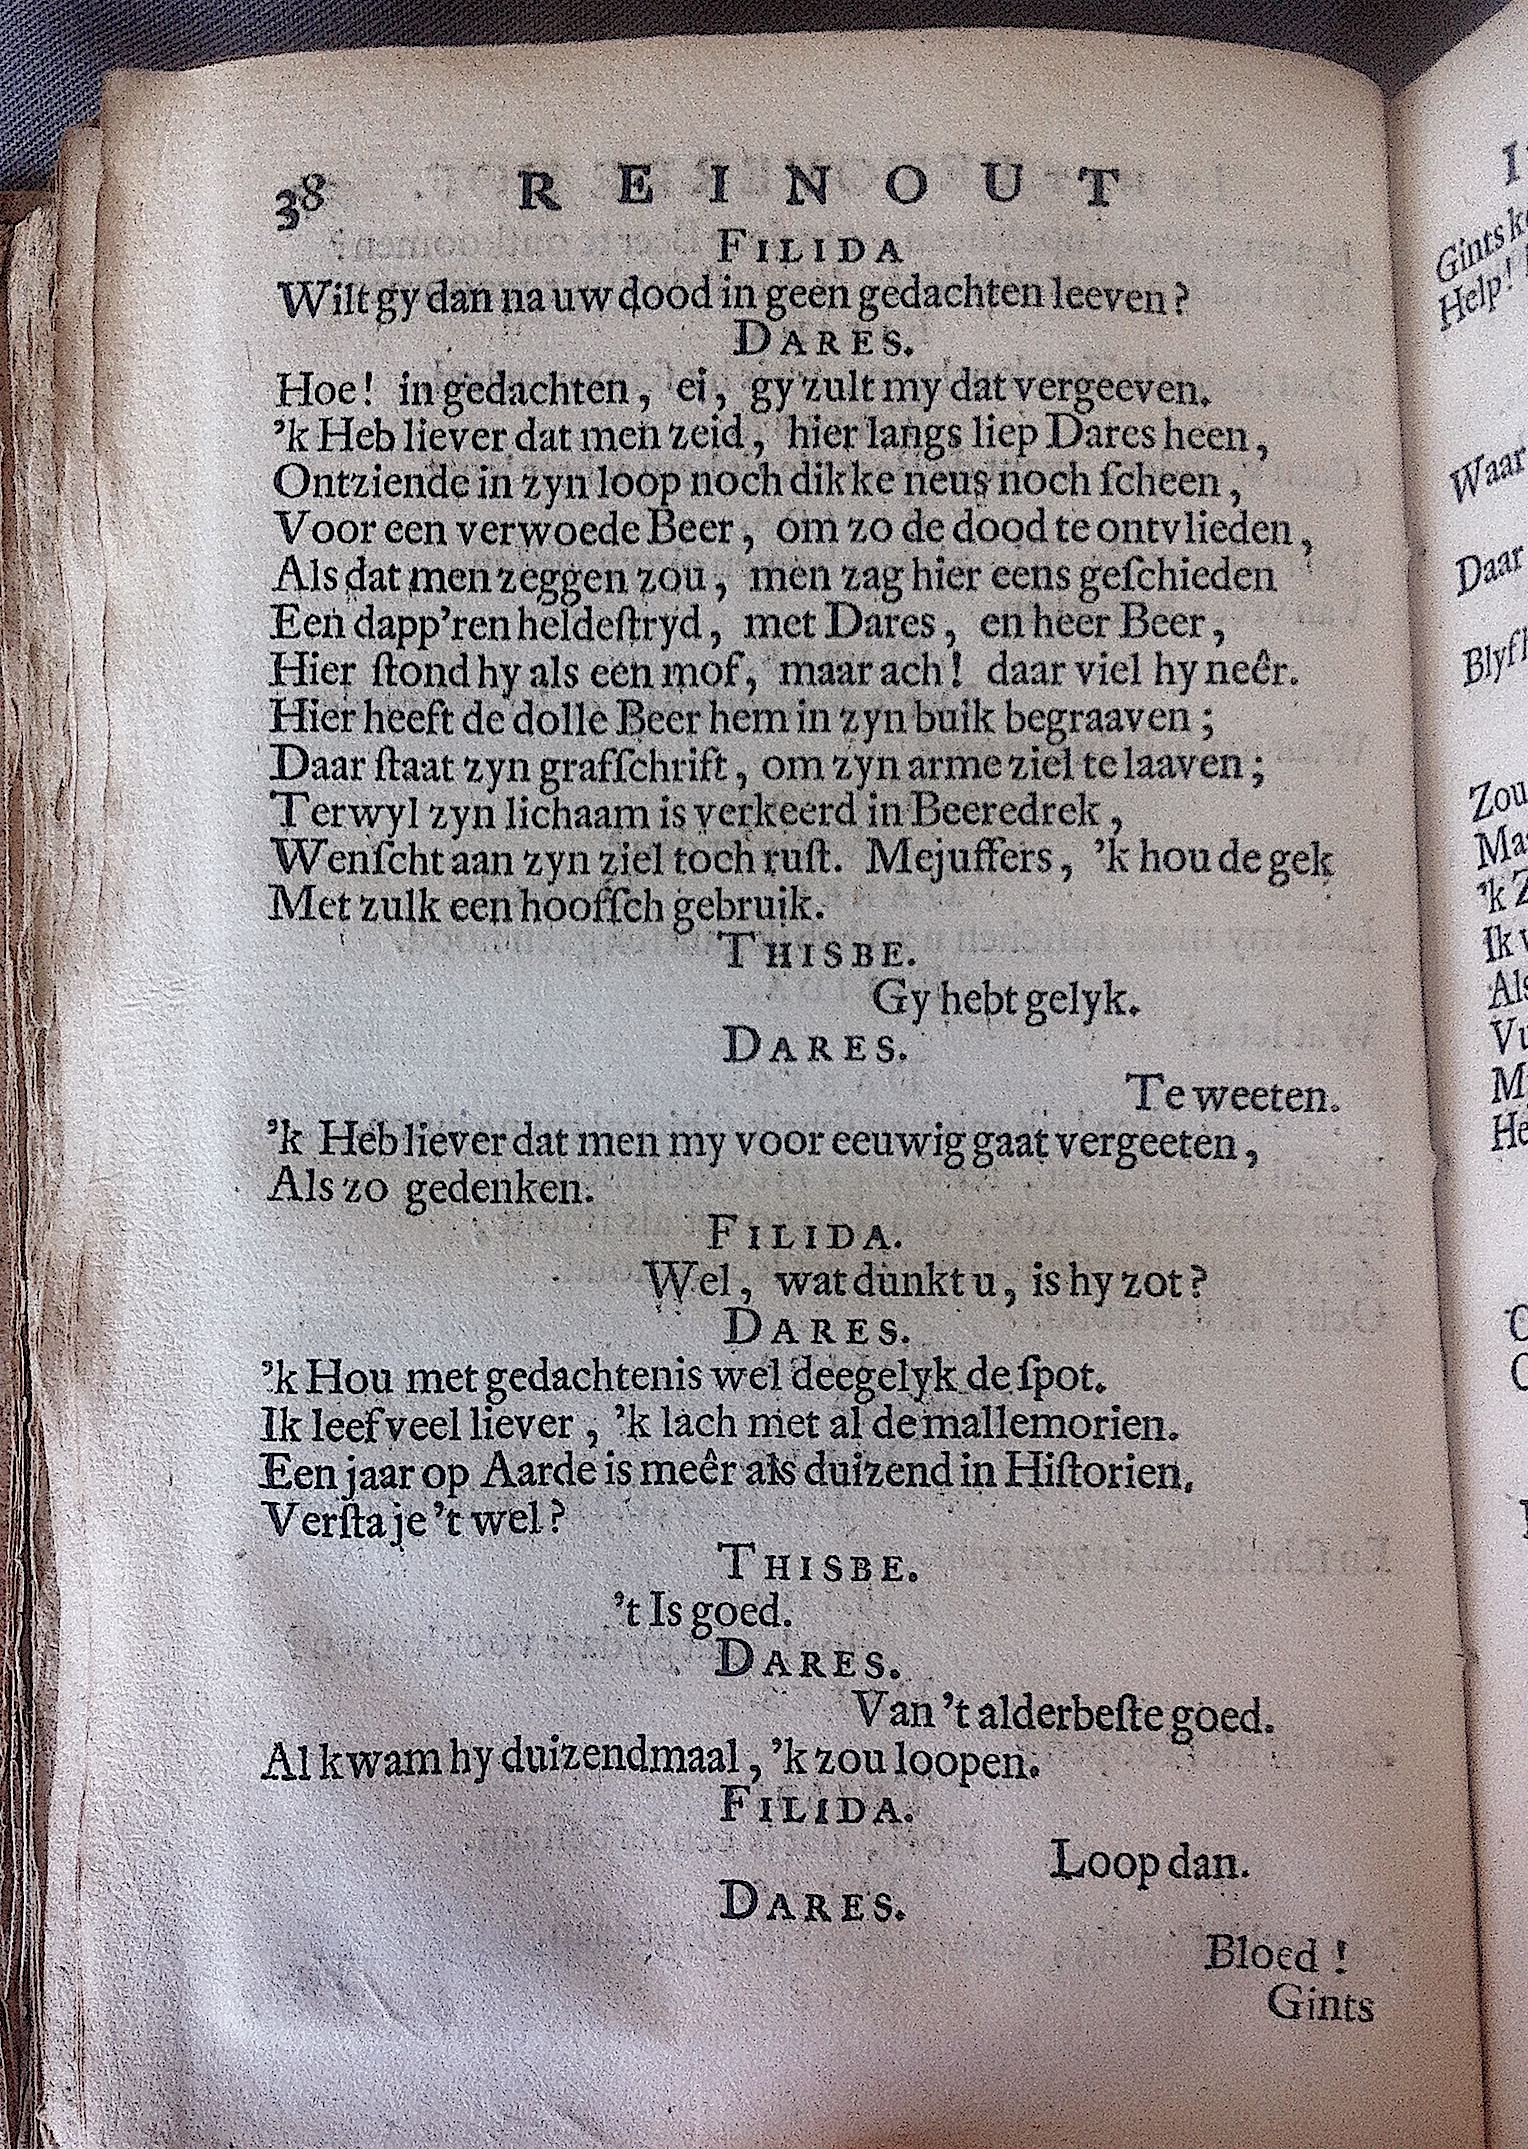 38 REINOUT
FILIDA
Wilt gy dan na uw dood in geen gedachten leeven?
DARES.
Hoe! in gedachten, ei, gy zult my dat vergeeven.
’k Heb liever dat men zeid, hier langs liep Dares heen,
Ontziende in zyn loop noch dikke neus noch ſcheen,
Voor een verwoede Beer, om zo de dood te ontvlieden,
Als dat men zeggen zou, men zag hier eens geſchieden
Een dapp’ren heldeſtryd, met Dares, en heer Beer,
Hier ſtond hy als een mof, maar ach! daar viel hy neêr.
Hier heeft de dolle Beer hem in zyn buik begraaven;
Daar ſtaat zyn grafſchrift, om zyn arme ziel te laaven;
Terwyl zyn lichaam is verkeerd in Beeredrek,
Wenſcht aan zyn ziel toch ruſt. Mejuffers, ’k hou de gek
Met zulk een hoofſch gebruik.
THISBE.
Gy hebt gelyk.
DARES.
Te weeten.
’k Heb liever dat men my voor eeuwig gaat vergeeten,
Als zo gedenken.
FILIDA.
Wel, wat dunkt u, is hy zot?
DARES.
’k Hou met gedachtenis wel deegelyk de ſpot.
Ik leef veel liever, ’k lach met al de mallemorien.
Een jaar op Aarde is meêr als duizend in Hiſtorien.
Verſta je ’t wel?
THISBE.
’t Is goed.
DARES.
Van ’t alderbeſte goed.
Al kwam hy duizendmaal, ’k zou loopen.
FILIDA.
Loop dan.
DARES.
Bloed!
Gints
Gints
Help!
Waar
Daar
Zou
Ma
’k Z
Ik
Als